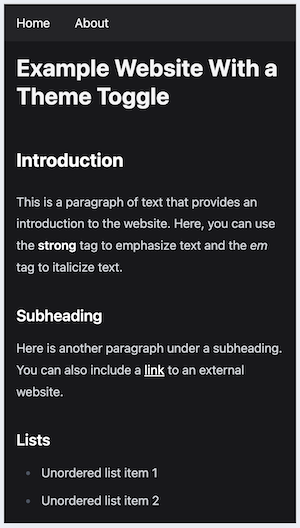 Home About
Example Website With a
Theme Toggle
Introduction
This is a paragraph of text that provides an
introduction to the website. Here, you can use
the strong tag to emphasize text and the em
tag to italicize text.
Subheading
Here is another paragraph under a subheading.
You can also include a link to an external
website.
Lists
Unordered list item 1
Unordered list item 2